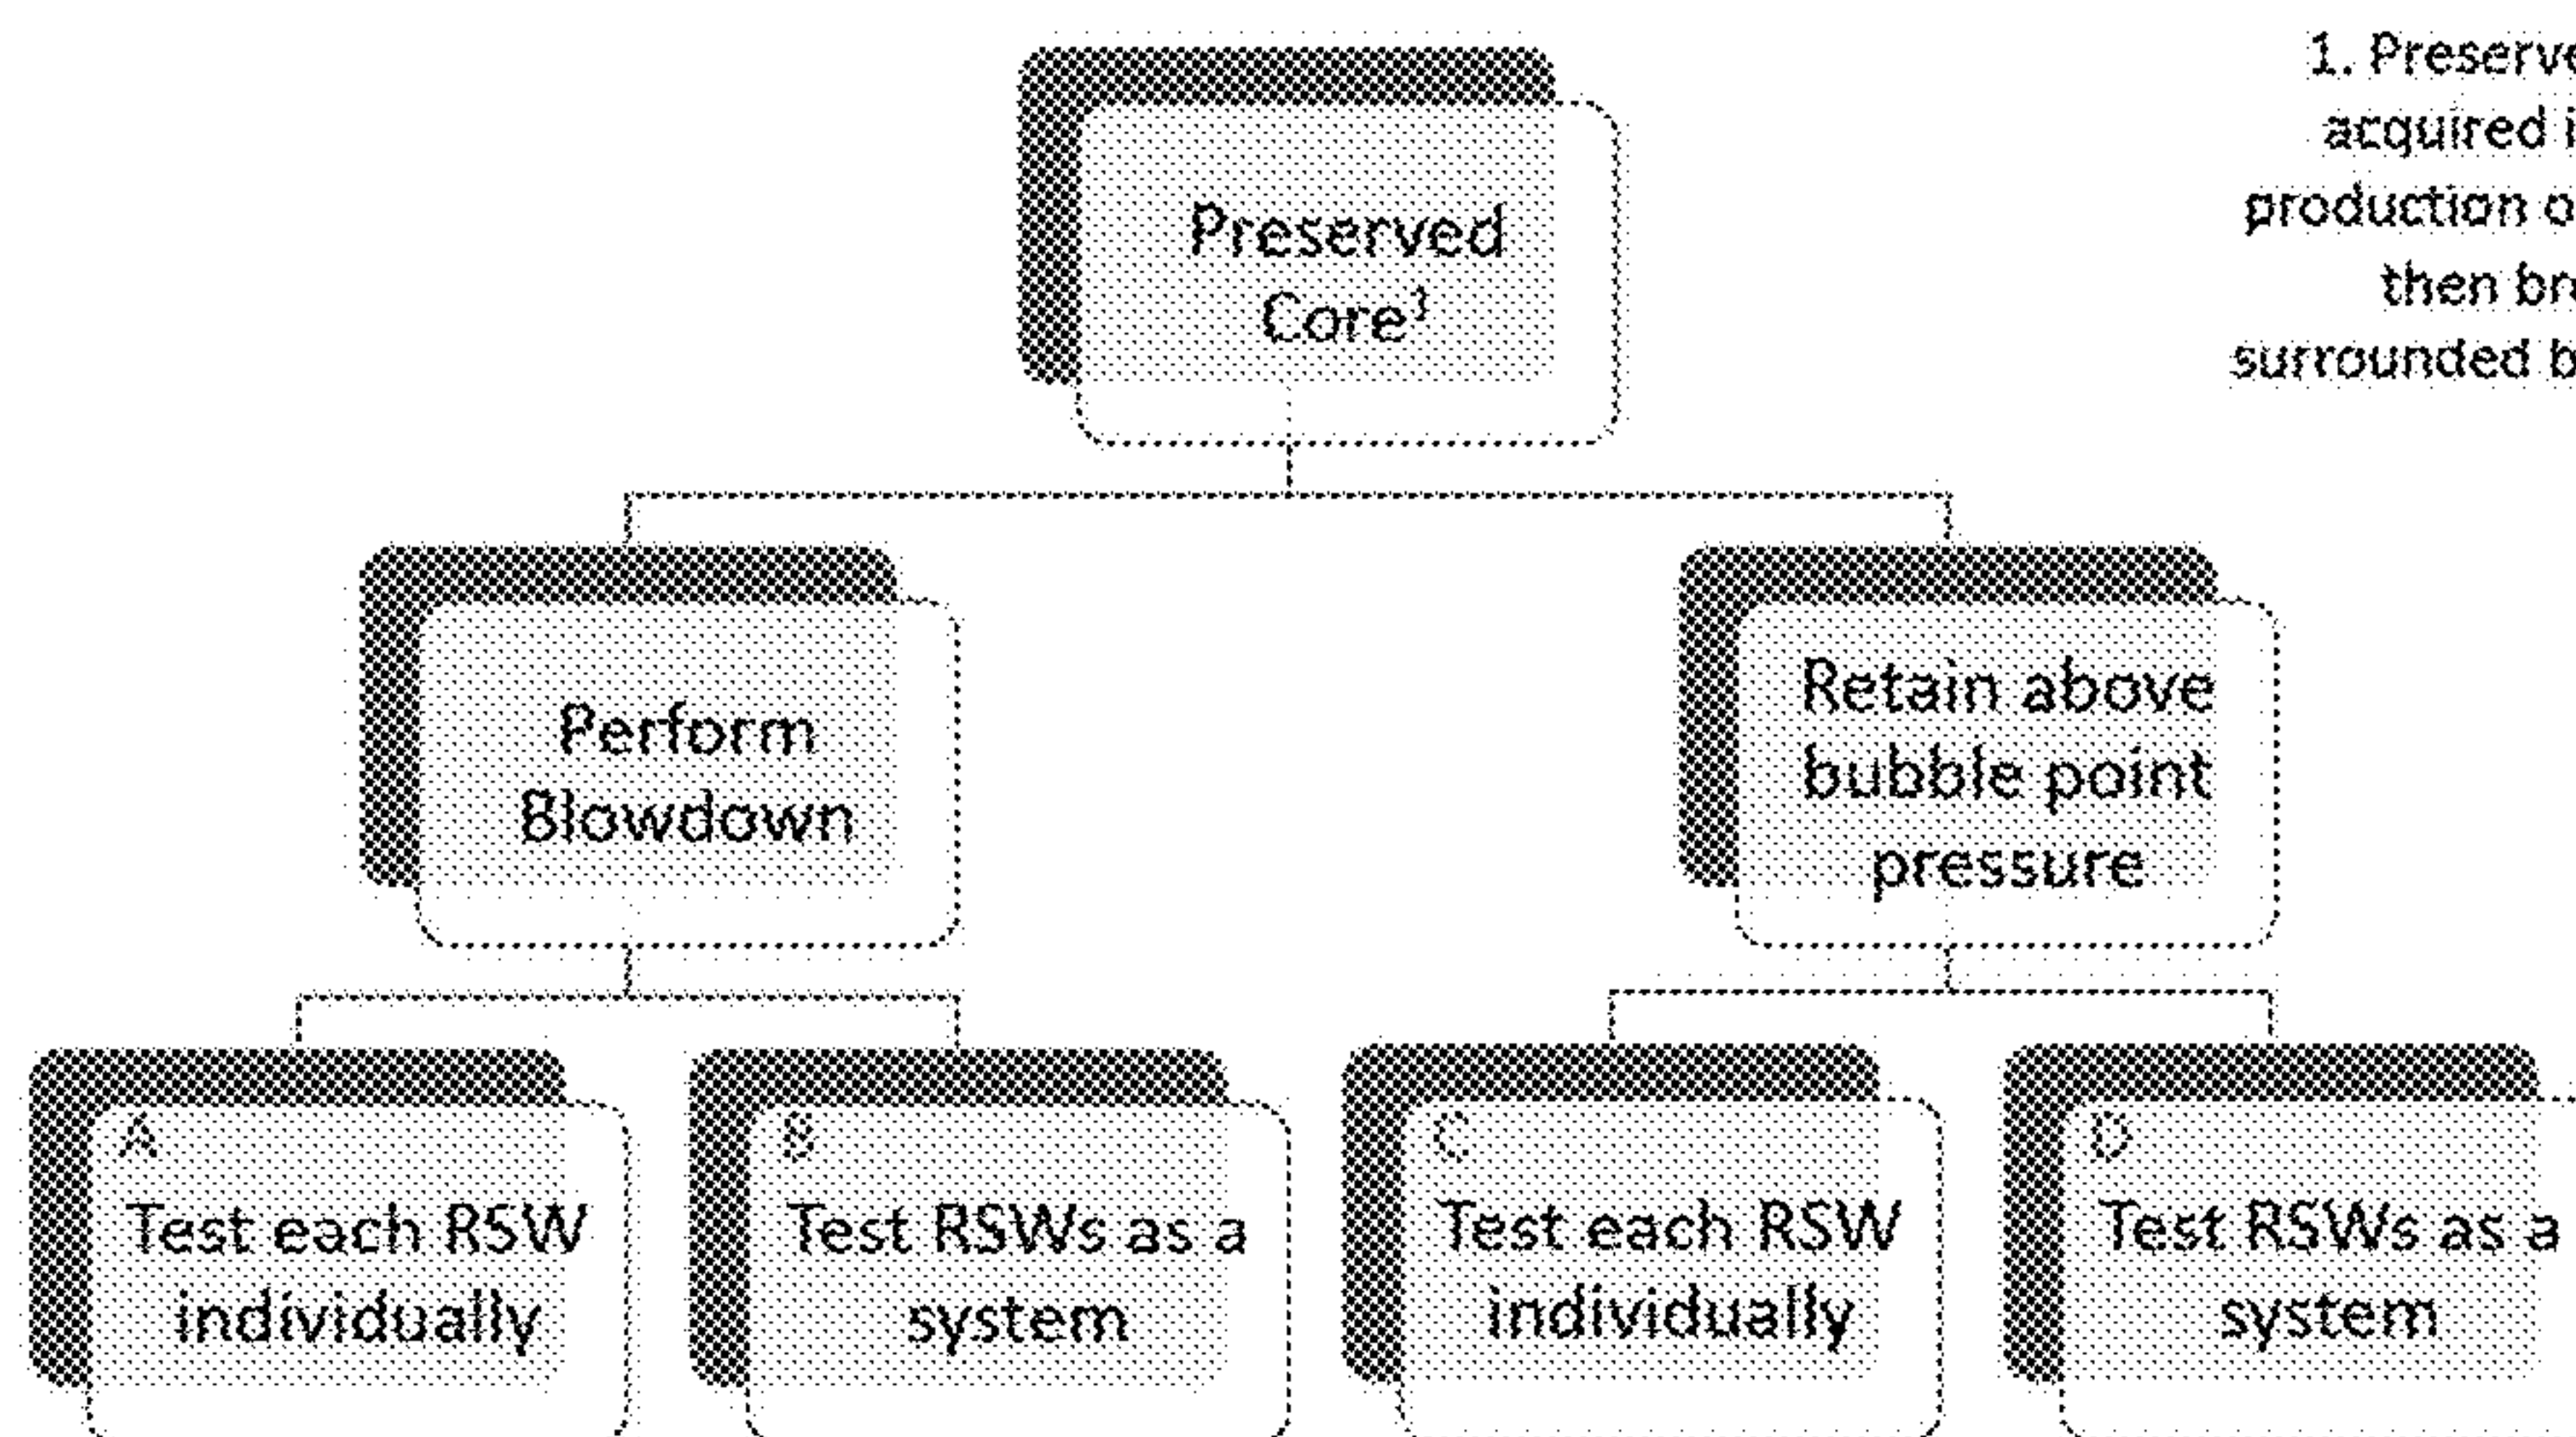 1. Preserve
acquired i
production o
then br
surrounded b
Preserved
Core¹
Perform
Blowdown
Retain above
bubble point
pressure
A
Test each RSW
individually
B
Test RSWs as a
system
C
Test each RSW
individually
D
Test RSWs as a
system